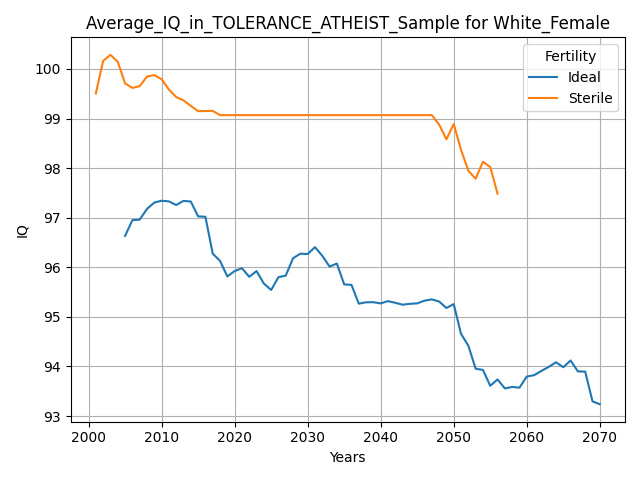 Average_IQ_in_TOLERANCE_ATHEIST_Sample for White_Female
Fertility
Ideal
Sterile
100
99
98
97
96
95
94
93
IQ
2000 2010 2020 2030 2040 2050 2060 2070
Years